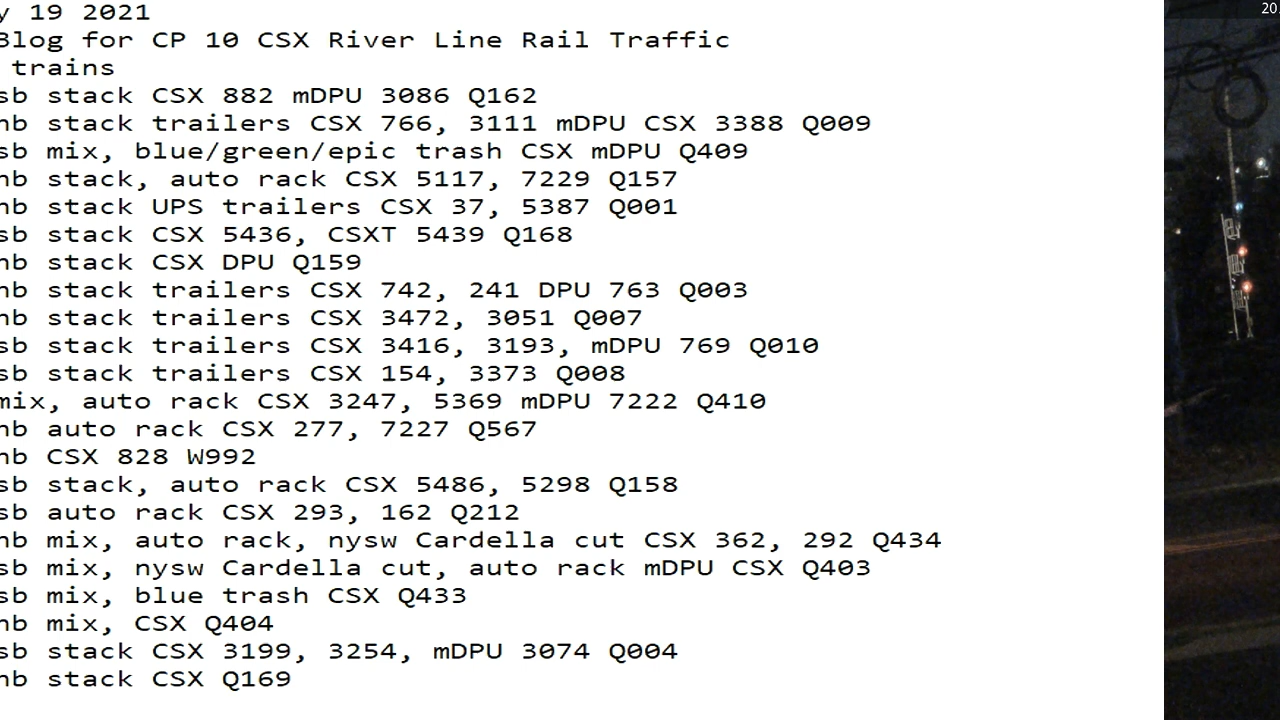 y 19 2021
Blog for CP 10 CSX River Line Rail Traffic
trains
sb stack CSX 882 mDPU 3086 Q162
nb stack trailers CSX 766, 3111 mDPU CSX 3388 Q009
sb mix, blue/green/epic trash CSX mDPU Q409
nb stack, auto rack CSX 5117, 7229 Q157
nb stack UPS trailers CSX 37, 5387 Q001
sb stack CSX 5436, CSXT 5439 Q168
nb stack CSX DPU Q159
nb stack trailers CSX 742, 241 DPU 763 Q003
nb stack trailers CSX 3472, 3051 Q007
sb stack trailers CSX 3416, 3193, mDPU 769 Q010
sb stack trailers CSX 154, 3373 Q008
mix, auto rack CSX 3247, 5369 mDPU 7222 Q410
nb auto rack CSX 277, 7227 Q567
nb CSX 828 W992
sb stack, auto rack CSX 5486, 5298 Q158
sb auto rack CSX 293, 162 Q212
nb mix, auto rack, nysw Cardella cut CSX 362, 292 Q434
sb mix, nysw Cardella cut, auto rack mDPU CSX Q403
sb mix, blue trash CSX Q433
nb mix, CSX Q404
sb stack CSX 3199, 3254, mDPU 3074 Q004
nb stack CSX Q169
20